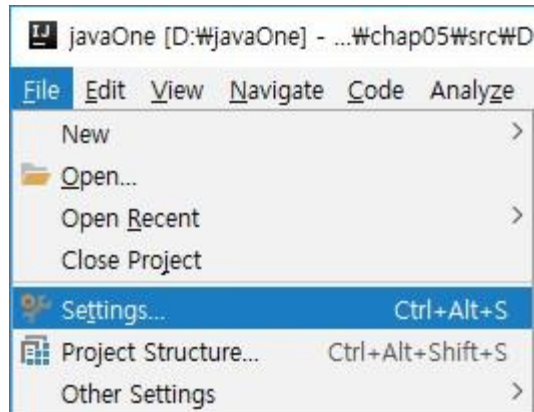 IJ javaOne [D:₩javaOne] - ...₩chap05₩src₩D
File Edit View Navigate Code Analyze
New >
Open...
Open Recent >
Close Project
Settings... Ctrl+Alt+S
Project Structure... Ctrl+Alt+Shift+S
Other Settings >